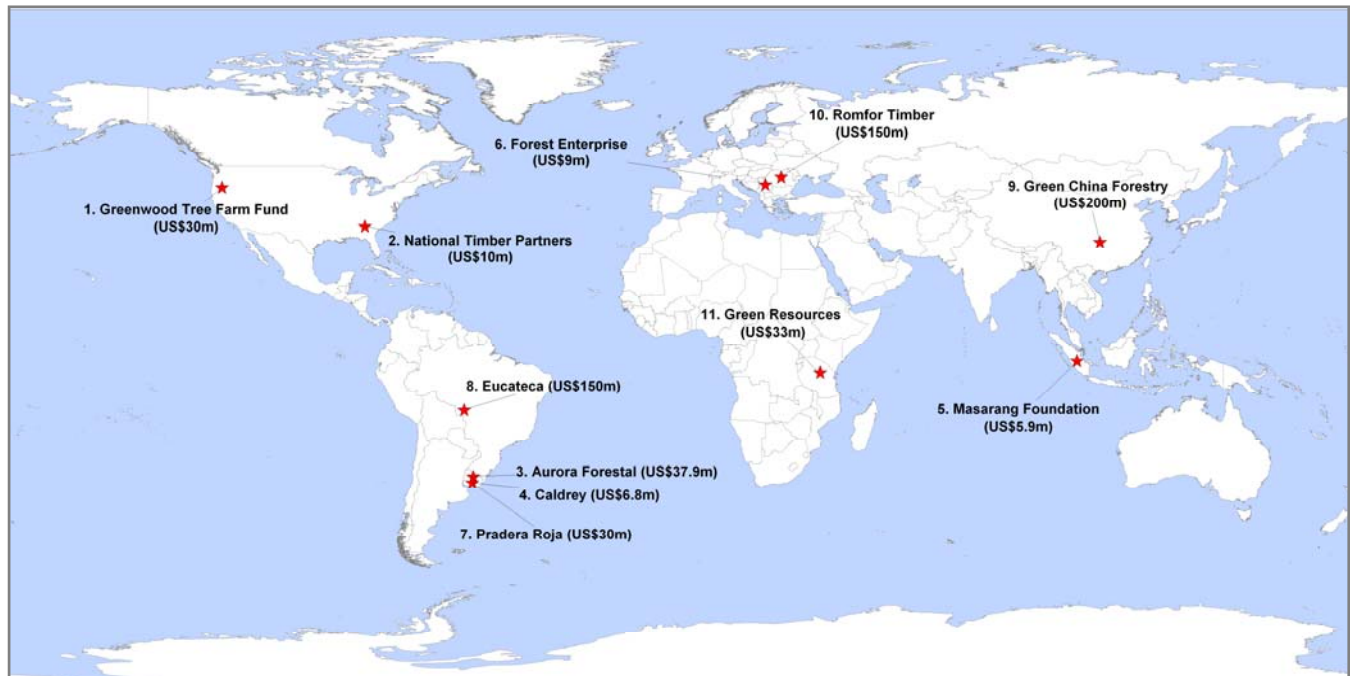 10. Romfor Timber
(US$150m)
6. Forest Enterprise
(US$9m)
9. Green China Forestry
(US$200m)
1. Greenwood Tree Farm Fund
(US$30m)
2. National Timber Partners
(US$10m)
11. Green Resources
(US$33m)
8. Eucateca (US$150m)
5. Masarang Foundation
(US$5.9m)
3. Aurora Forestal (US$37.9m)
4. Caldrey (US$6.8m)
7. Pradera Roja (US$30m)